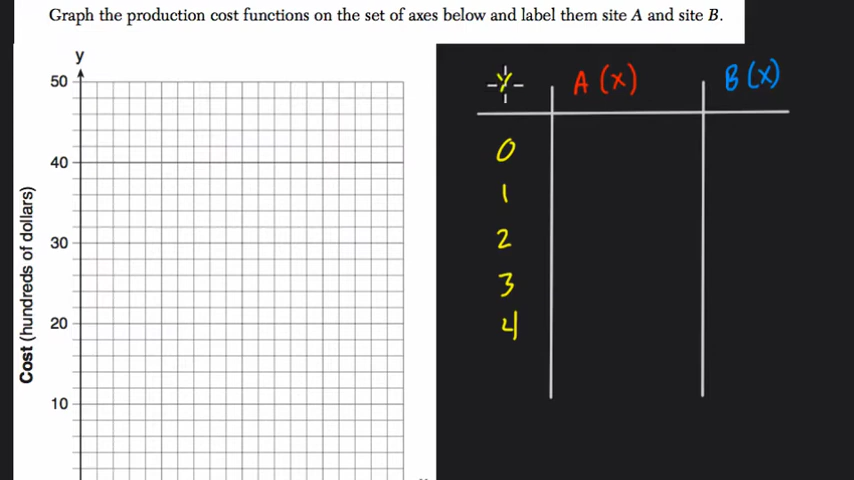 Graph the production cost functions on the set of axes below and label them site A and site B.
y
50
40
30
20
10
Cost (hundreds of dollars)
A(x) B(x)
0
1
2
3
4